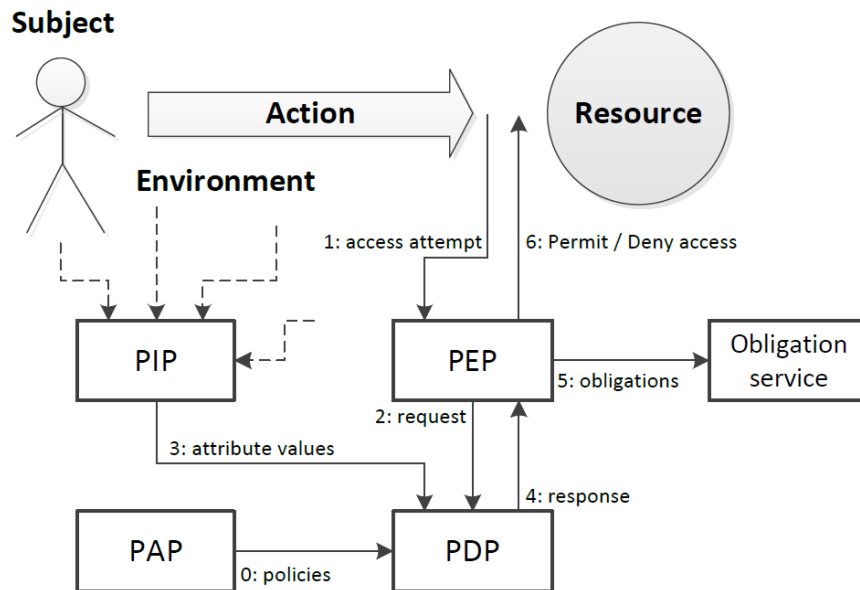 Subject
Action
Resource
Environment
1: access attempt
6: Permit / Deny access
PIP
PEP
Obligation
service
5: obligations
2: request
3: attribute values
4: response
PAP
PDP
0: policies